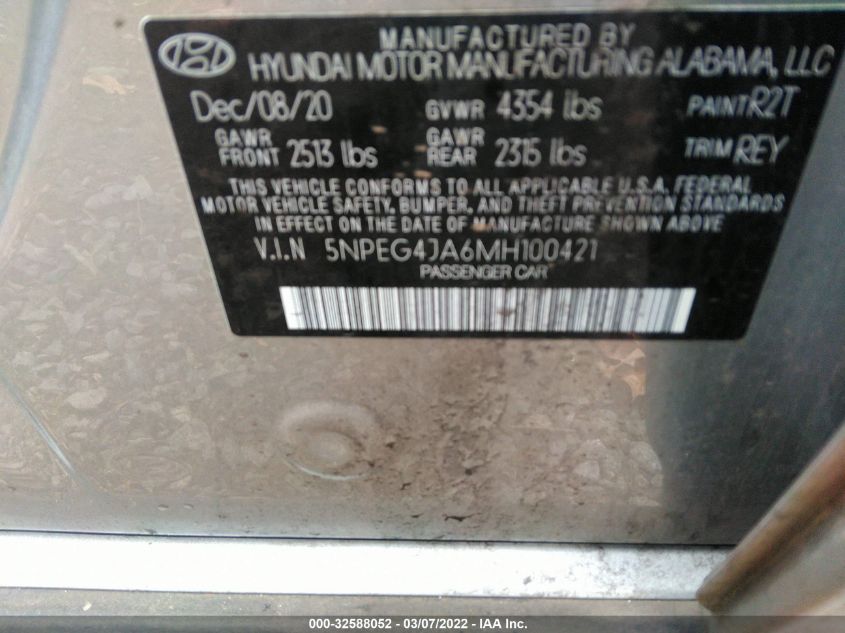 MANUFACTURED BY
HYUNDAI MOTOR MANUFACTURING ALABAMA, LLC
Dec/08/20 GVWR 4354 lbs PAINT R2T
GAWR FRONT 2513 lbs GAWR REAR 2315 lbs TRIM REY
THIS VEHICLE CONFORMS TO ALL APPLICABLE U.S.A. FEDERAL
MOTOR VEHICLE SAFETY, BUMPER, AND THEFT PREVENTION STANDARDS
IN EFFECT ON THE DATE OF MANUFACTURE ABOVE
V.I.N 5NPEG4JA6MH100421
PASSENGER CAR
000-32588052 - 03/07/2022 - IAA Inc.